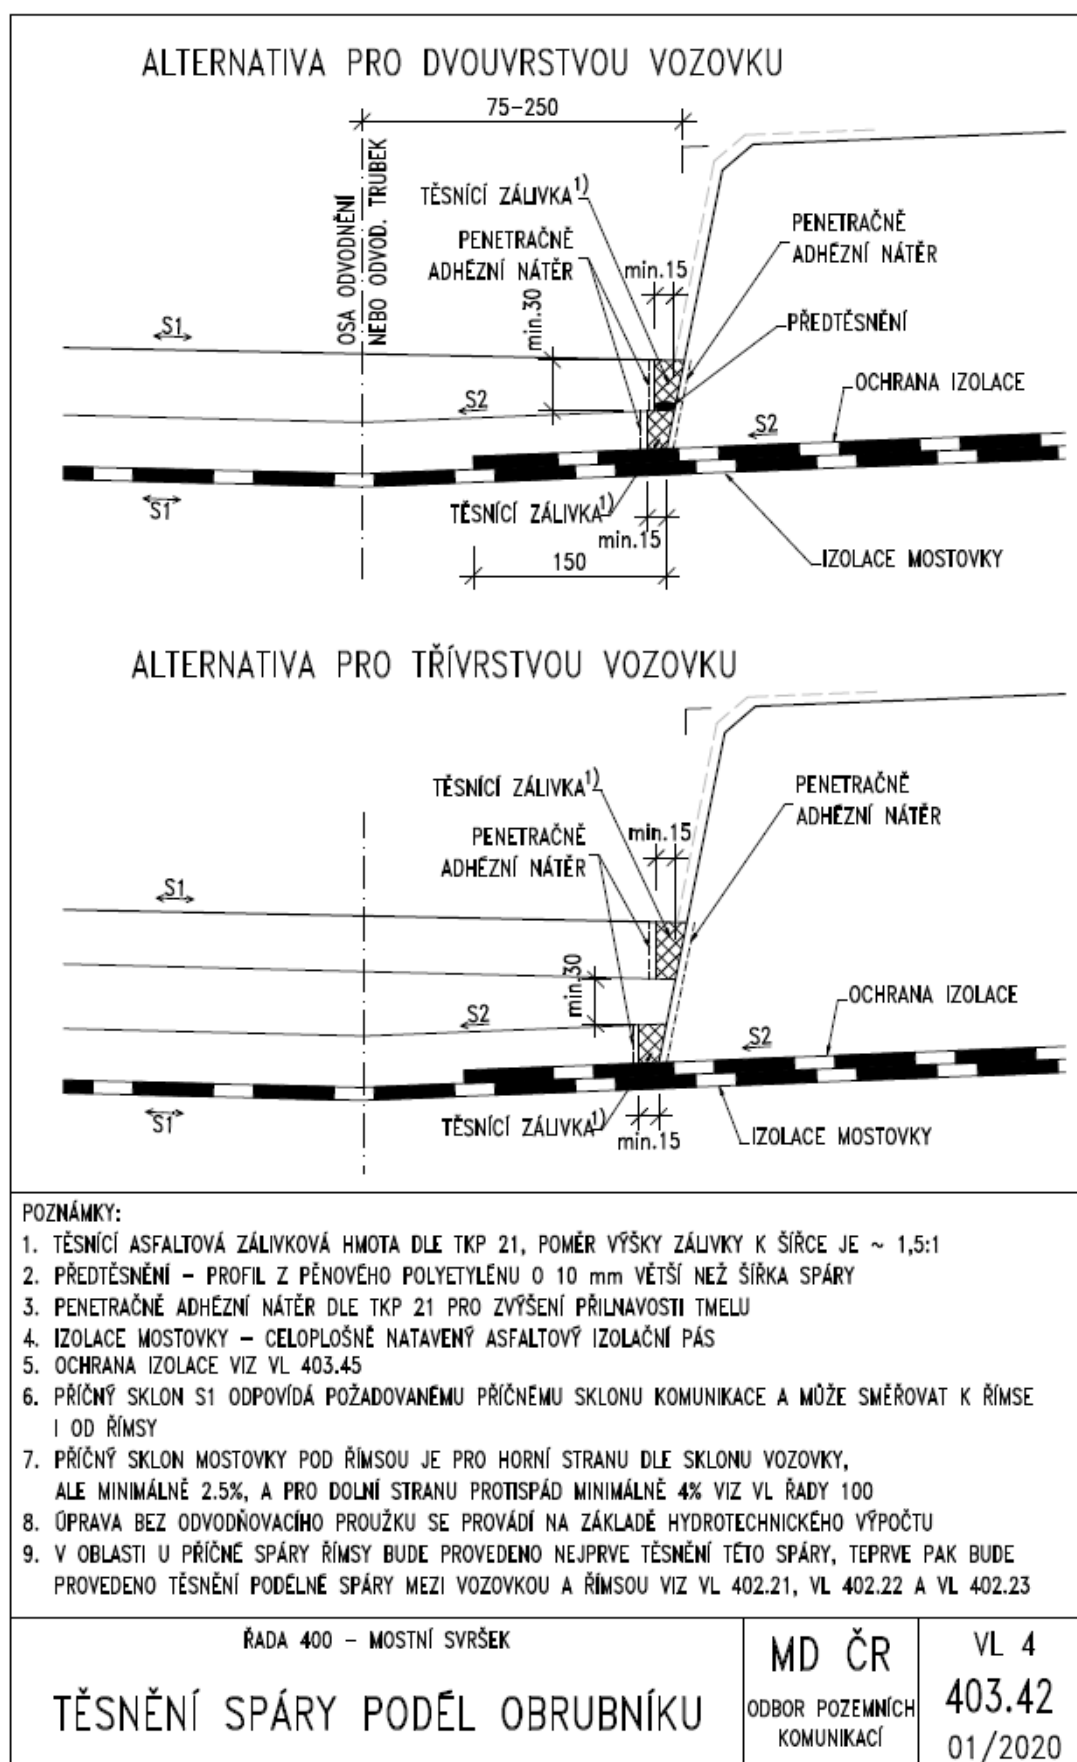 ALTERNATIVA PRO DVOUVRSTVOU VOZOVKU
75-250
OSA ODVODNĚNÍ
NEBO ODVOD. TRUBEK
TĚSNÍCÍ ZÁLIVKA1)
PENETRAČNĚ
ADHÉZNÍ NÁTĚR
min.15
PENETRAČNĚ
ADHÉZNÍ NÁTĚR
min.30
PŘEDTĚSNĚNÍ
S1
S2
OCHRANA IZOLACE
S2
S1
TĚSNÍCÍ ZÁLIVKA1)
min.15
150
IZOLACE MOSTOVKY
ALTERNATIVA PRO TŘÍVRSTVOU VOZOVKU
TĚSNÍCÍ ZÁLIVKA1)
PENETRAČNĚ
ADHÉZNÍ NÁTĚR
min.15
PENETRAČNĚ
ADHÉZNÍ NÁTĚR
S1
min.30
S2
OCHRANA IZOLACE
S2
S1
TĚSNÍCÍ ZÁLIVKA1)
min.15
IZOLACE MOSTOVKY
POZNÁMKY:
1. TĚSNÍCÍ ASFALTOVÁ ZÁLIVKOVÁ HMOTA DLE TKP 21, POMĚR VÝŠKY ZÁLIVKY K ŠÍŘCE JE ~ 1,5:1
2. PŘEDTĚSNĚNÍ – PROFIL Z PĚNOVÉHO POLYETYLÉNU O 10 mm VĚTŠÍ NEŽ ŠÍŘKA SPÁRY
3. PENETRAČNĚ ADHÉZNÍ NÁTĚR DLE TKP 21 PRO ZVÝŠENÍ PŘILNAVOSTI TMELU
4. IZOLACE MOSTOVKY – CELOPLOŠNĚ NATAVENÝ ASFALTOVÝ IZOLAČNÍ PÁS
5. OCHRANA IZOLACE VIZ VL 403.45
6. PŘÍČNÝ SKLON S1 ODPOVÍDÁ POŽADOVANÉMU PŘÍČNÉMU SKLONU KOMUNIKACE A MŮŽE SMĚŘOVAT K ŘÍMSE
I OD ŘÍMSY
7. PŘÍČNÝ SKLON MOSTOVKY POD ŘÍMSOU JE PRO HORNÍ STRANU DLE SKLONU VOZOVKY,
ALE MINIMÁLNĚ 2.5%, A PRO DOLNÍ STRANU PROTISPÁD MINIMÁLNĚ 4% VIZ VL ŘADY 100
8. ÚPRAVA BEZ ODVODŇOVACÍHO PROUŽKU SE PROVÁDÍ NA ZÁKLADĚ HYDROTECHNICKÉHO VÝPOČTU
9. V OBLASTI U PŘÍČNÉ SPÁRY ŘÍMSY BUDE PROVEDENO NEJPRVE TĚSNĚNÍ TÉTO SPÁRY, TEPRVE PAK BUDE
PROVEDENO TĚSNĚNÍ PODÉLNÉ SPÁRY MEZI VOZOVKOU A ŘÍMSOU VIZ VL 402.21, VL 402.22 A VL 402.23
ŘADA 400 – MOSTNÍ SVRŠEK
TĚSNĚNÍ SPÁRY PODÉL OBRUBNÍKU
MD ČR
ODBOR POZEMNÍCH
KOMUNIKACÍ
VL 4
403.42
01/2020